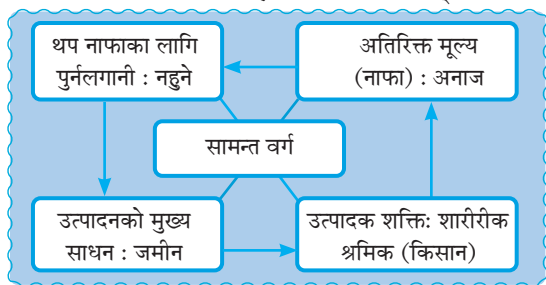 थप नाफाका लागि
पुर्नलगानी : नहुने
अतिरिक्त मूल्य
(नाफा) : अनाज
सामन्त वर्ग
उत्पादनको मुख्य
साधन : जमीन
उत्पादक शक्तिः शारीरीक
श्रमिक (किसान)